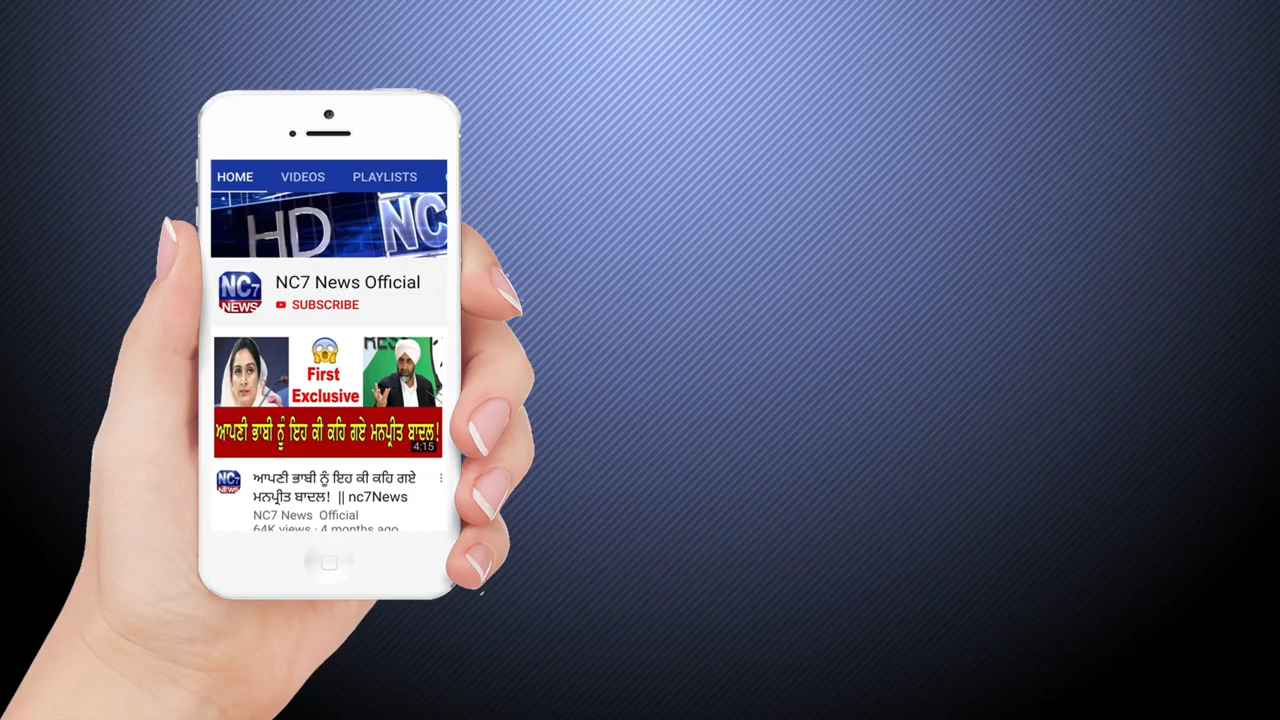 HOME VIDEOS PLAYLISTS
HD NC
NC7 News Official
NC7
NEWS
SUBSCRIBE
First
Exclusive
ਆਪਣੀ ਭਾਬੀ ਨੂੰ ਇਹ ਕੀ ਕਹਿ ਗਏ ਮਨਪ੍ਰੀਤ ਬਾਦਲ!
4:15
NC7
NEWS
ਆਪਣੀ ਭਾਬੀ ਨੂੰ ਇਹ ਕੀ ਕਹਿ ਗਏ
ਮਨਪ੍ਰੀਤ ਬਾਦਲ! || nc7News
NC7 News Official
64K views · 4 months ago